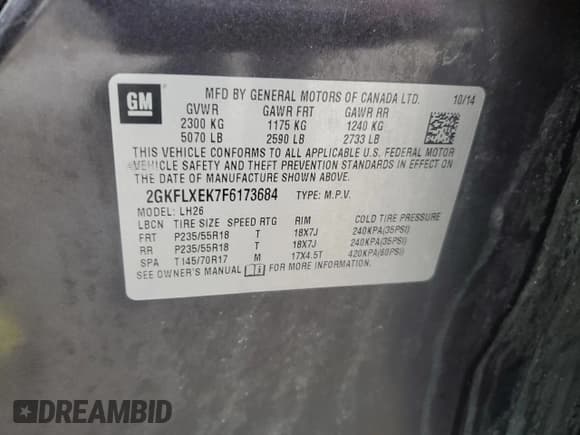 GM
MFD BY GENERAL MOTORS OF CANADA LTD. 10/14
GVWR GAWR FRT GAWR RR
2300 KG 1175 KG 1240 KG
5070 LB 2590 LB 2733 LB
THIS VEHICLE CONFORMS TO ALL APPLICABLE U.S. FEDERAL MOTOR
VEHICLE SAFETY AND THEFT PREVENTION STANDARDS IN EFFECT ON
THE DATE OF MANUFACTURE SHOWN ABOVE.
2GKFLXEK7F6173684 TYPE: M.P.V.
MODEL: LH26
LBCN TIRE SIZE SPEED RTG RIM COLD TIRE PRESSURE
FRT P235/55R18 T 18X7J 240KPA(35PSI)
RR P235/55R18 T 18X7J 240KPA(35PSI)
SPA T145/70R17 M 17X4.5T 420KPA(60PSI)
SEE OWNER'S MANUAL FOR MORE INFORMATION.
DREAMBID